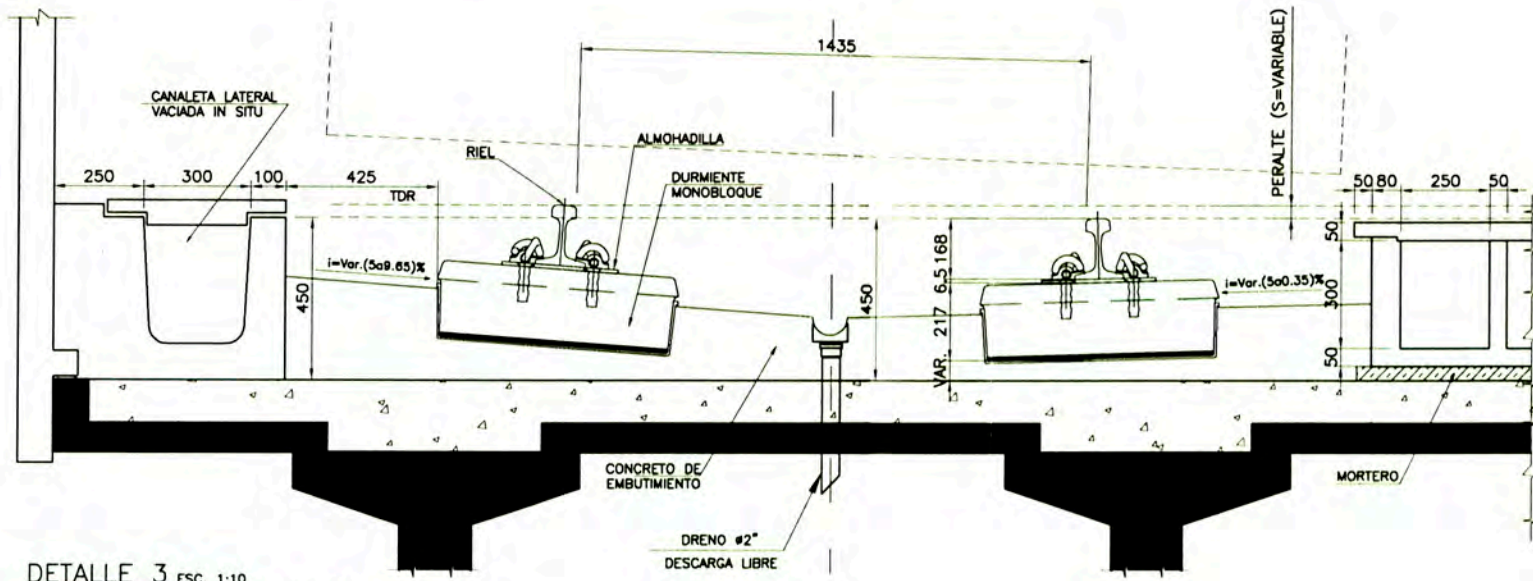 1435
PERALTE (S=VARIABLE)
CANALETA LATERAL
VACIADA IN SITU
RIEL
ALMOHADILLA
DURMIENTE
MONOBLOQUE
250
300
100
425
TDR
50
80
250
50
i=Var.(5a9.65)%
450
450
168
6.5
217
VAR.
i=Var.(5a0.35)%
50
300
50
CONCRETO DE
EMBUTIMIENTO
MORTERO
DRENO ø2"
DESCARGA LIBRE
DETALLE 3 ESC. 1:10